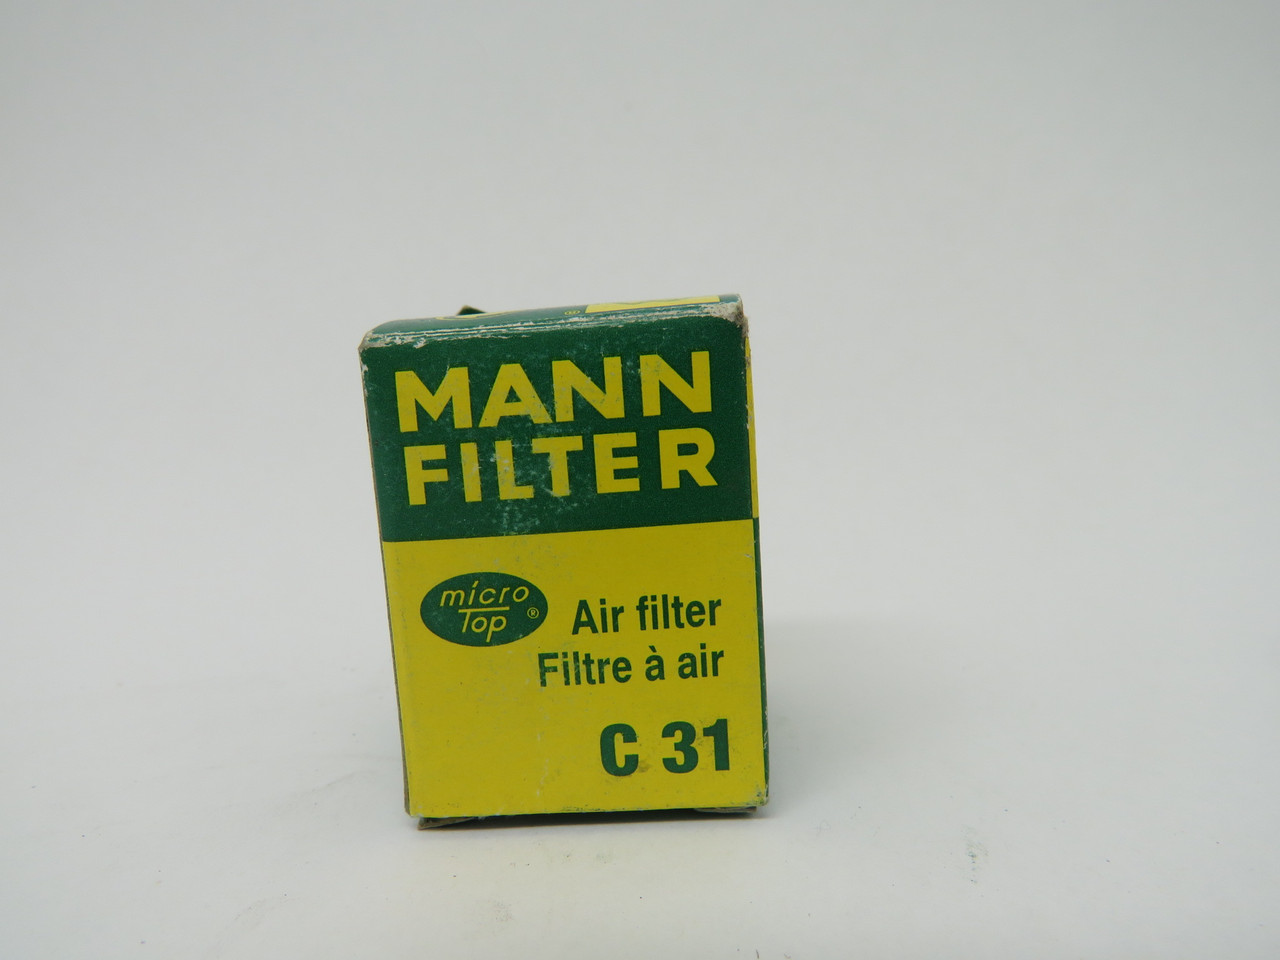 MANN
FILTER
micro
Top ®
Air filter
Filtre à air
C 31